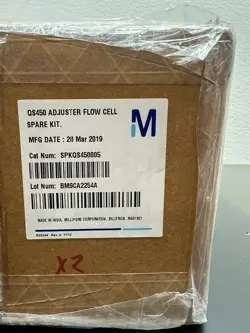 QS450 ADJUSTER FLOW CELL
SPARE KIT.
M
MFG DATE : 28 Mar 2019
Cat Num: SPKQS450005
Lot Num: BM9CA2254A
MADE IN INDIA, MILLIPORE CORPORATION, BILLERICA, MA01821
X2